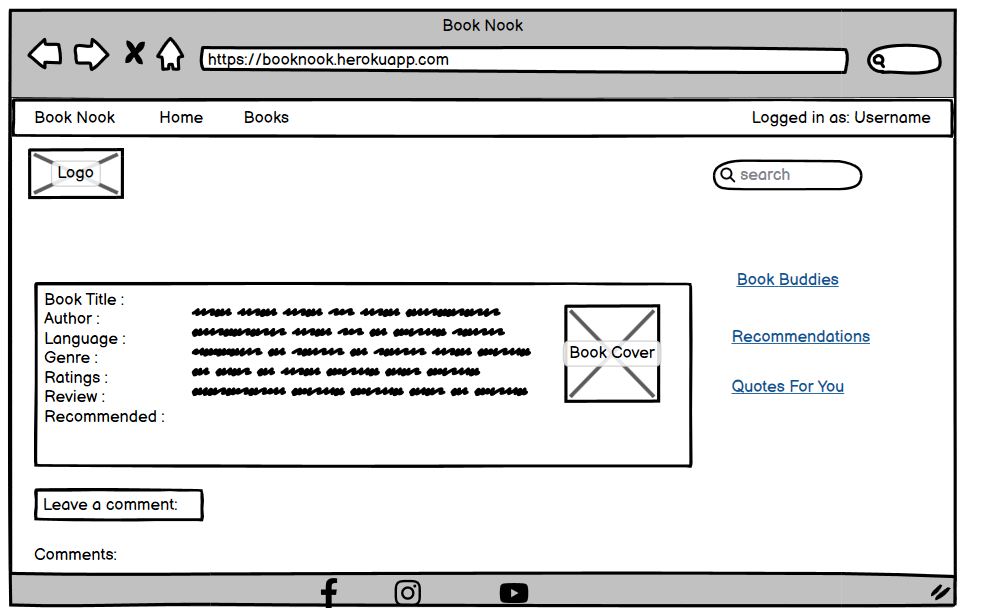 Book Nook
https://booknook.herokuapp.com
Book Nook Home Books Logged in as: Username
Logo
search
Book Buddies
Recommendations
Quotes For You
Book Title :
Author :
Language :
Genre :
Ratings :
Review :
Recommended :
Book Cover
Leave a comment:
Comments: